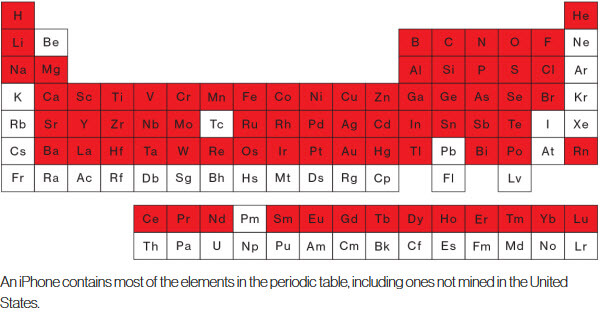 H He
Li Be B C N O F Ne
Na Mg Al Si P S Cl Ar
K Ca Sc Ti V Cr Mn Fe Co Ni Cu Zn Ga Ge As Se Br Kr
Rb Sr Y Zr Nb Mo Tc Ru Rh Pd Ag Cd In Sn Sb Te I Xe
Cs Ba La Hf Ta W Re Os Ir Pt Au Hg Tl Pb Bi Po At Rn
Fr Ra Ac Rf Db Sg Bh Hs Mt Ds Rg Cp Fl Lv
Ce Pr Nd Pm Sm Eu Gd Tb Dy Ho Er Tm Yb Lu
Th Pa U Np Pu Am Cm Bk Cf Es Fm Md No Lr
An iPhone contains most of the elements in the periodic table, including ones not mined in the United
States.